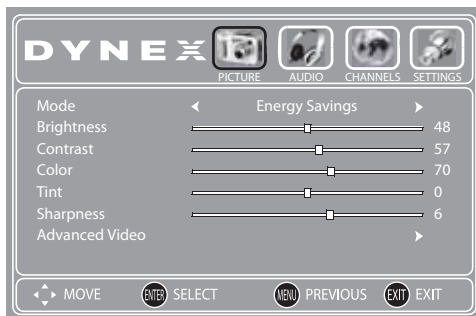 DYNEX
PICTURE AUDIO CHANNELS SETTINGS
Mode Energy Savings
Brightness 48
Contrast 57
Color 70
Tint 0
Sharpness 6
Advanced Video
MOVE ENTER SELECT MENU PREVIOUS EXIT EXIT